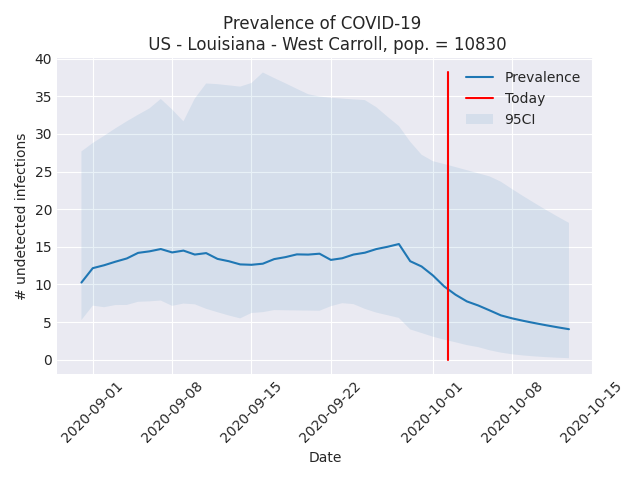 Prevalence of COVID-19
US - Louisiana - West Carroll, pop. = 10830
Prevalence
Today
95CI
# undetected infections
40
35
30
25
20
15
10
5
0
2020-09-01
2020-09-08
2020-09-15
2020-09-22
2020-10-01
2020-10-08
2020-10-15
Date